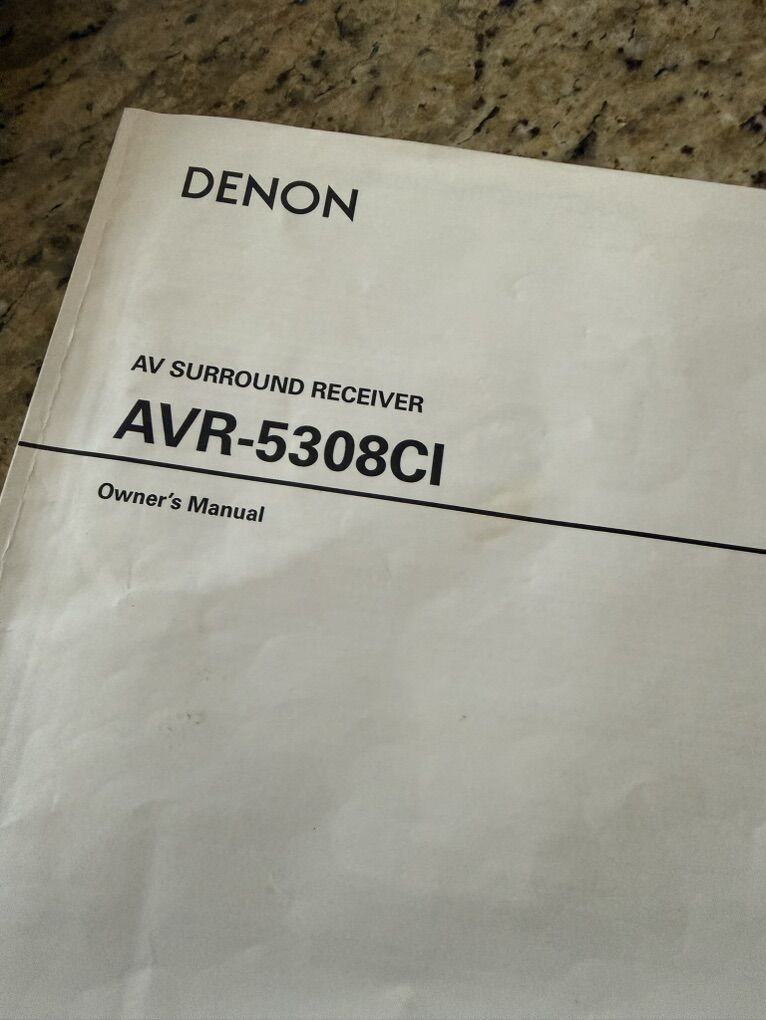 DENON
AV SURROUND RECEIVER
AVR-5308CI
Owner's Manual